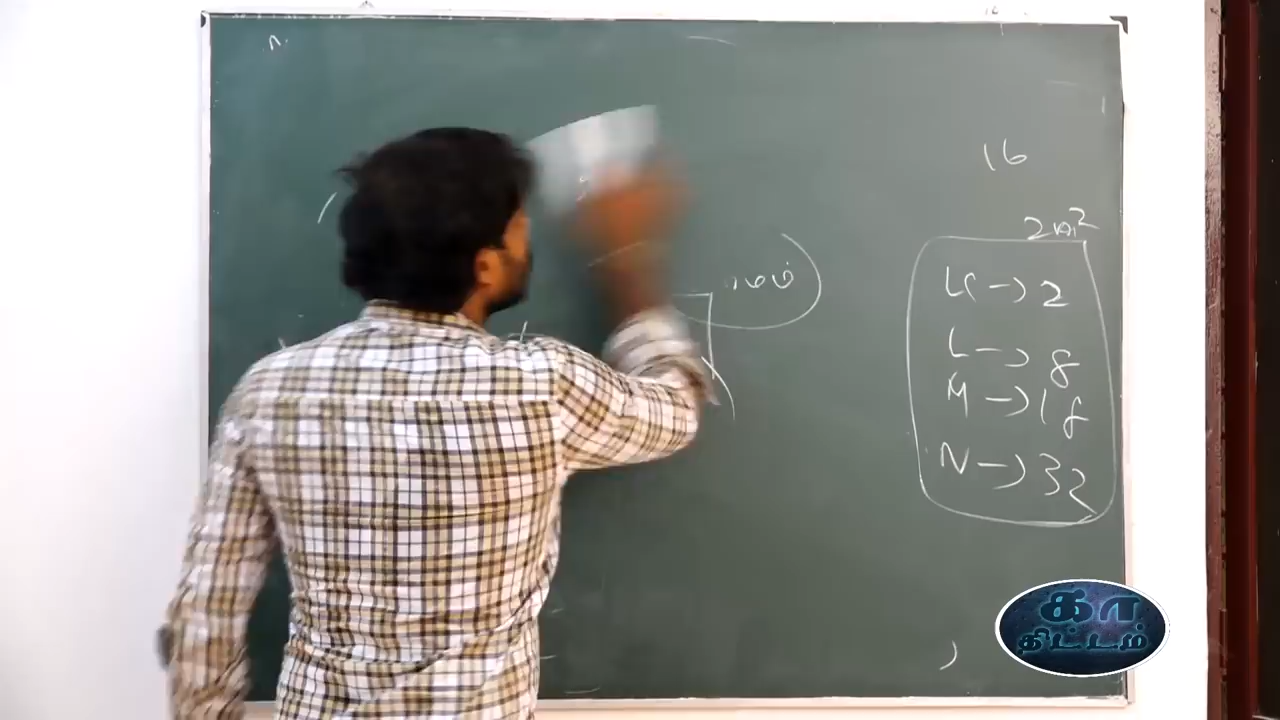 16
2n²
K → 2
L → 8
M → 18
N → 32
கா
திட்டம்